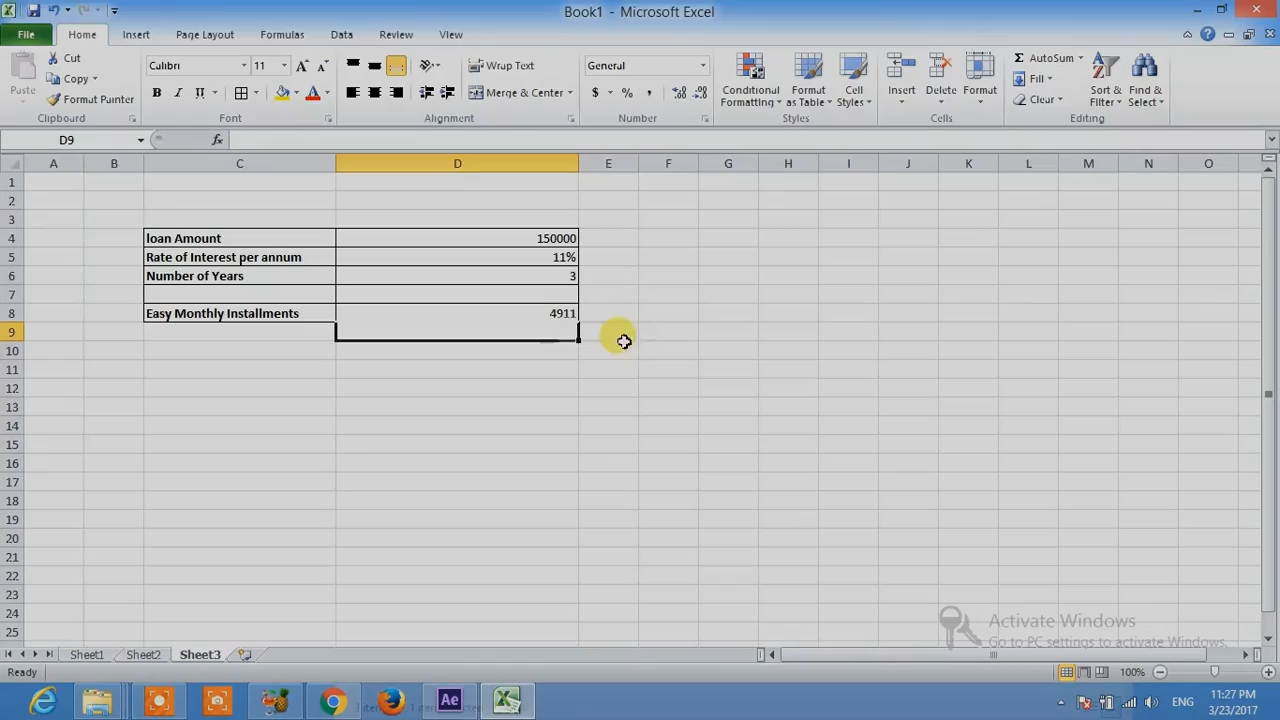 Book1 - Microsoft Excel
File Home Insert Page Layout Formulas Data Review View
Paste Cut Copy Format Painter Clipboard
Calibri 11 Font
Wrap Text Merge & Center Alignment
General Number
Conditional Formatting Format as Table Cell Styles Styles
Insert Delete Format Cells
AutoSum Fill Clear Sort & Filter Find & Select Editing
D9 fx
A B C D E F G H I J K L M N O
1
2
3
4 loan Amount 150000
5 Rate of Interest per annum 11%
6 Number of Years 3
7
8 Easy Monthly Installments 4911
9
10
11
12
13
14
15
16
17
18
19
20
21
22
23
24
25
Activate Windows
Go to PC settings to activate Windows.
Sheet1 Sheet2 Sheet3
Ready 100%
ENG 11:27 PM
3/23/2017